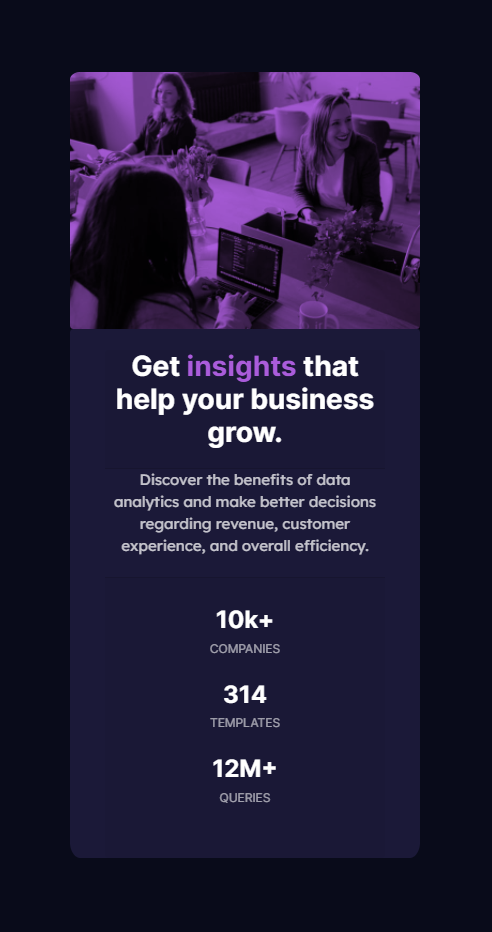 Get insights that
help your business
grow.
Discover the benefits of data
analytics and make better decisions
regarding revenue, customer
experience, and overall efficiency.
10k+
COMPANIES
314
TEMPLATES
12M+
QUERIES